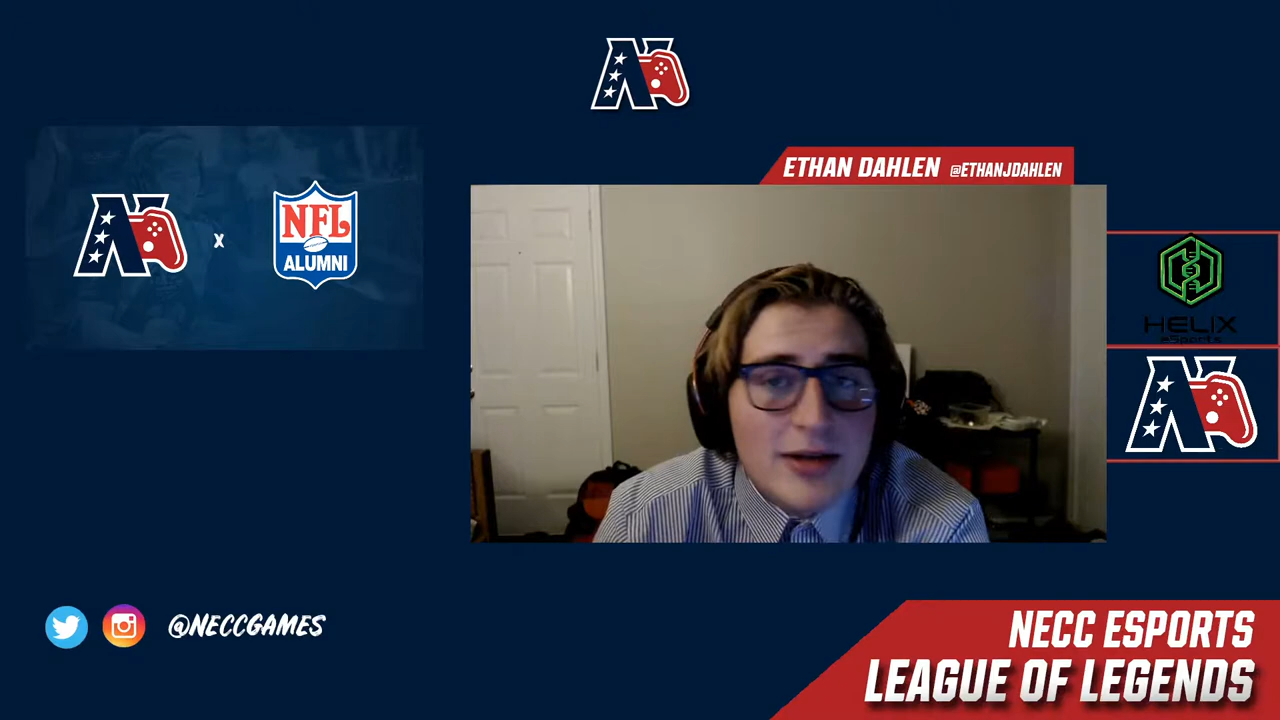 ETHAN DAHLEN @ETHANJDAHLEN
X
NFL
ALUMNI
HELIX
eSports
@NECCGAMES
NECC ESPORTS
LEAGUE OF LEGENDS